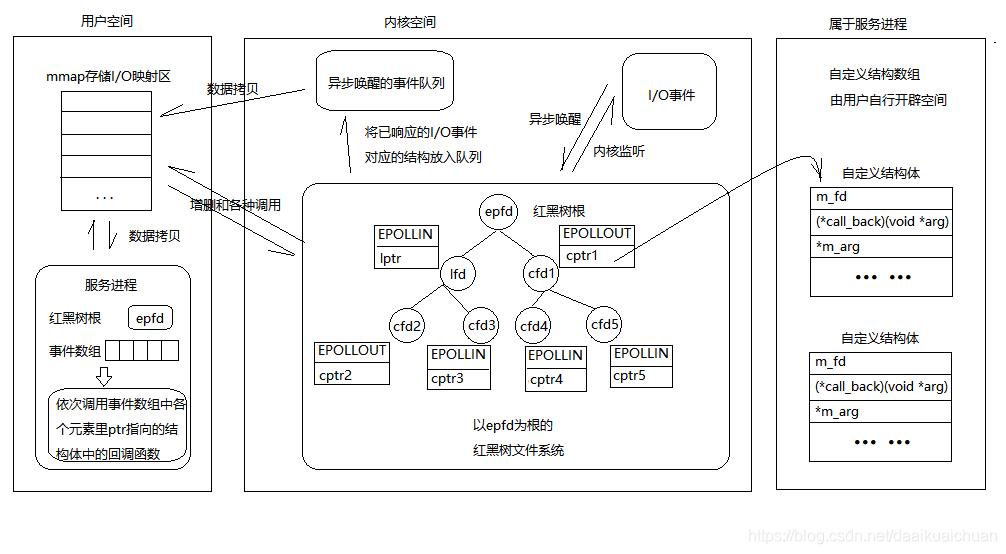 用户空间
内核空间
属于服务进程
mmap存储I/O映射区
...
数据拷贝
异步唤醒的事件队列
I/O事件
异步唤醒
内核监听
将已响应的I/O事件
对应的结构放入队列
增删和各种调用
数据拷贝
服务进程
红黑树根
epfd
事件数组
依次调用事件数组中各
个元素里ptr指向的结
构体中的回调函数
epfd
红黑树根
EPOLLIN
lptr
EPOLLOUT
cptr1
lfd
cfd1
cfd2
cfd3
cfd4
cfd5
EPOLLOUT
cptr2
EPOLLIN
cptr3
EPOLLIN
cptr4
EPOLLIN
cptr5
以epfd为根的
红黑树文件系统
自定义结构数组
由用户自行开辟空间
自定义结构体
m_fd
(*call_back)(void *arg)
*m_arg
... ...
自定义结构体
m_fd
(*call_back)(void *arg)
*m_arg
... ...
https://blog.csdn.net/daaikuaichuan